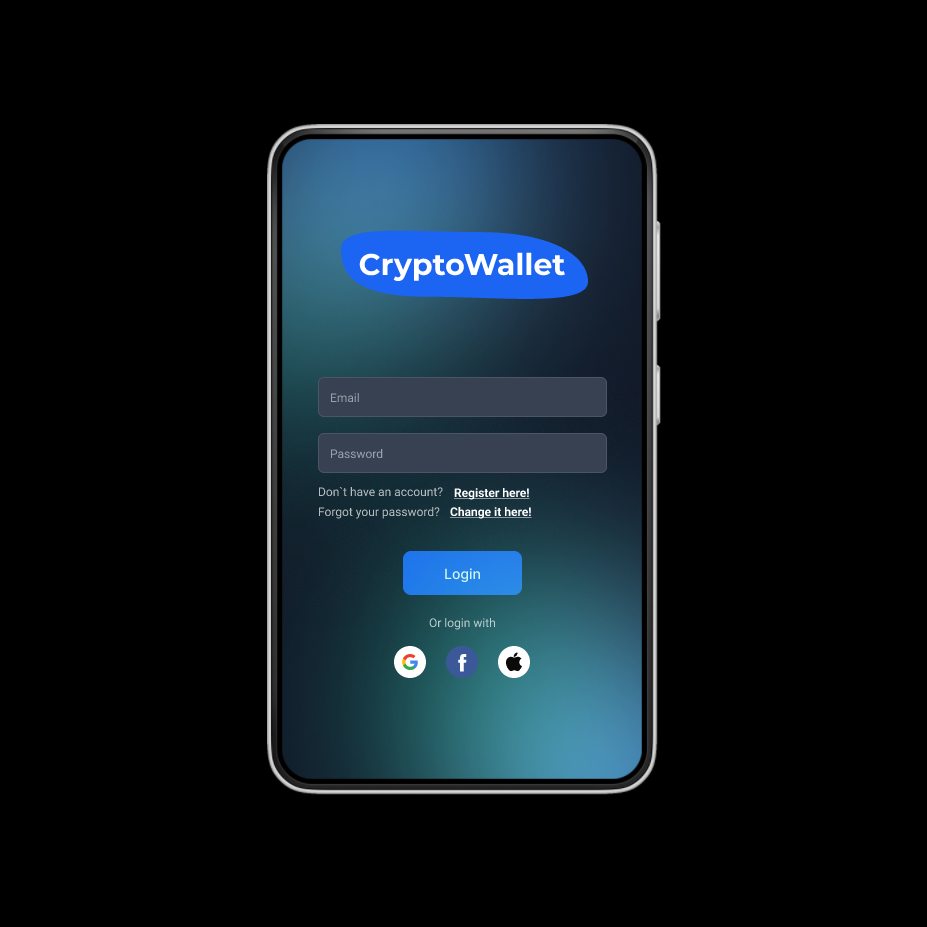 CryptoWallet
Email
Password
Don`t have an account? Register here!
Forgot your password? Change it here!
Login
Or login with